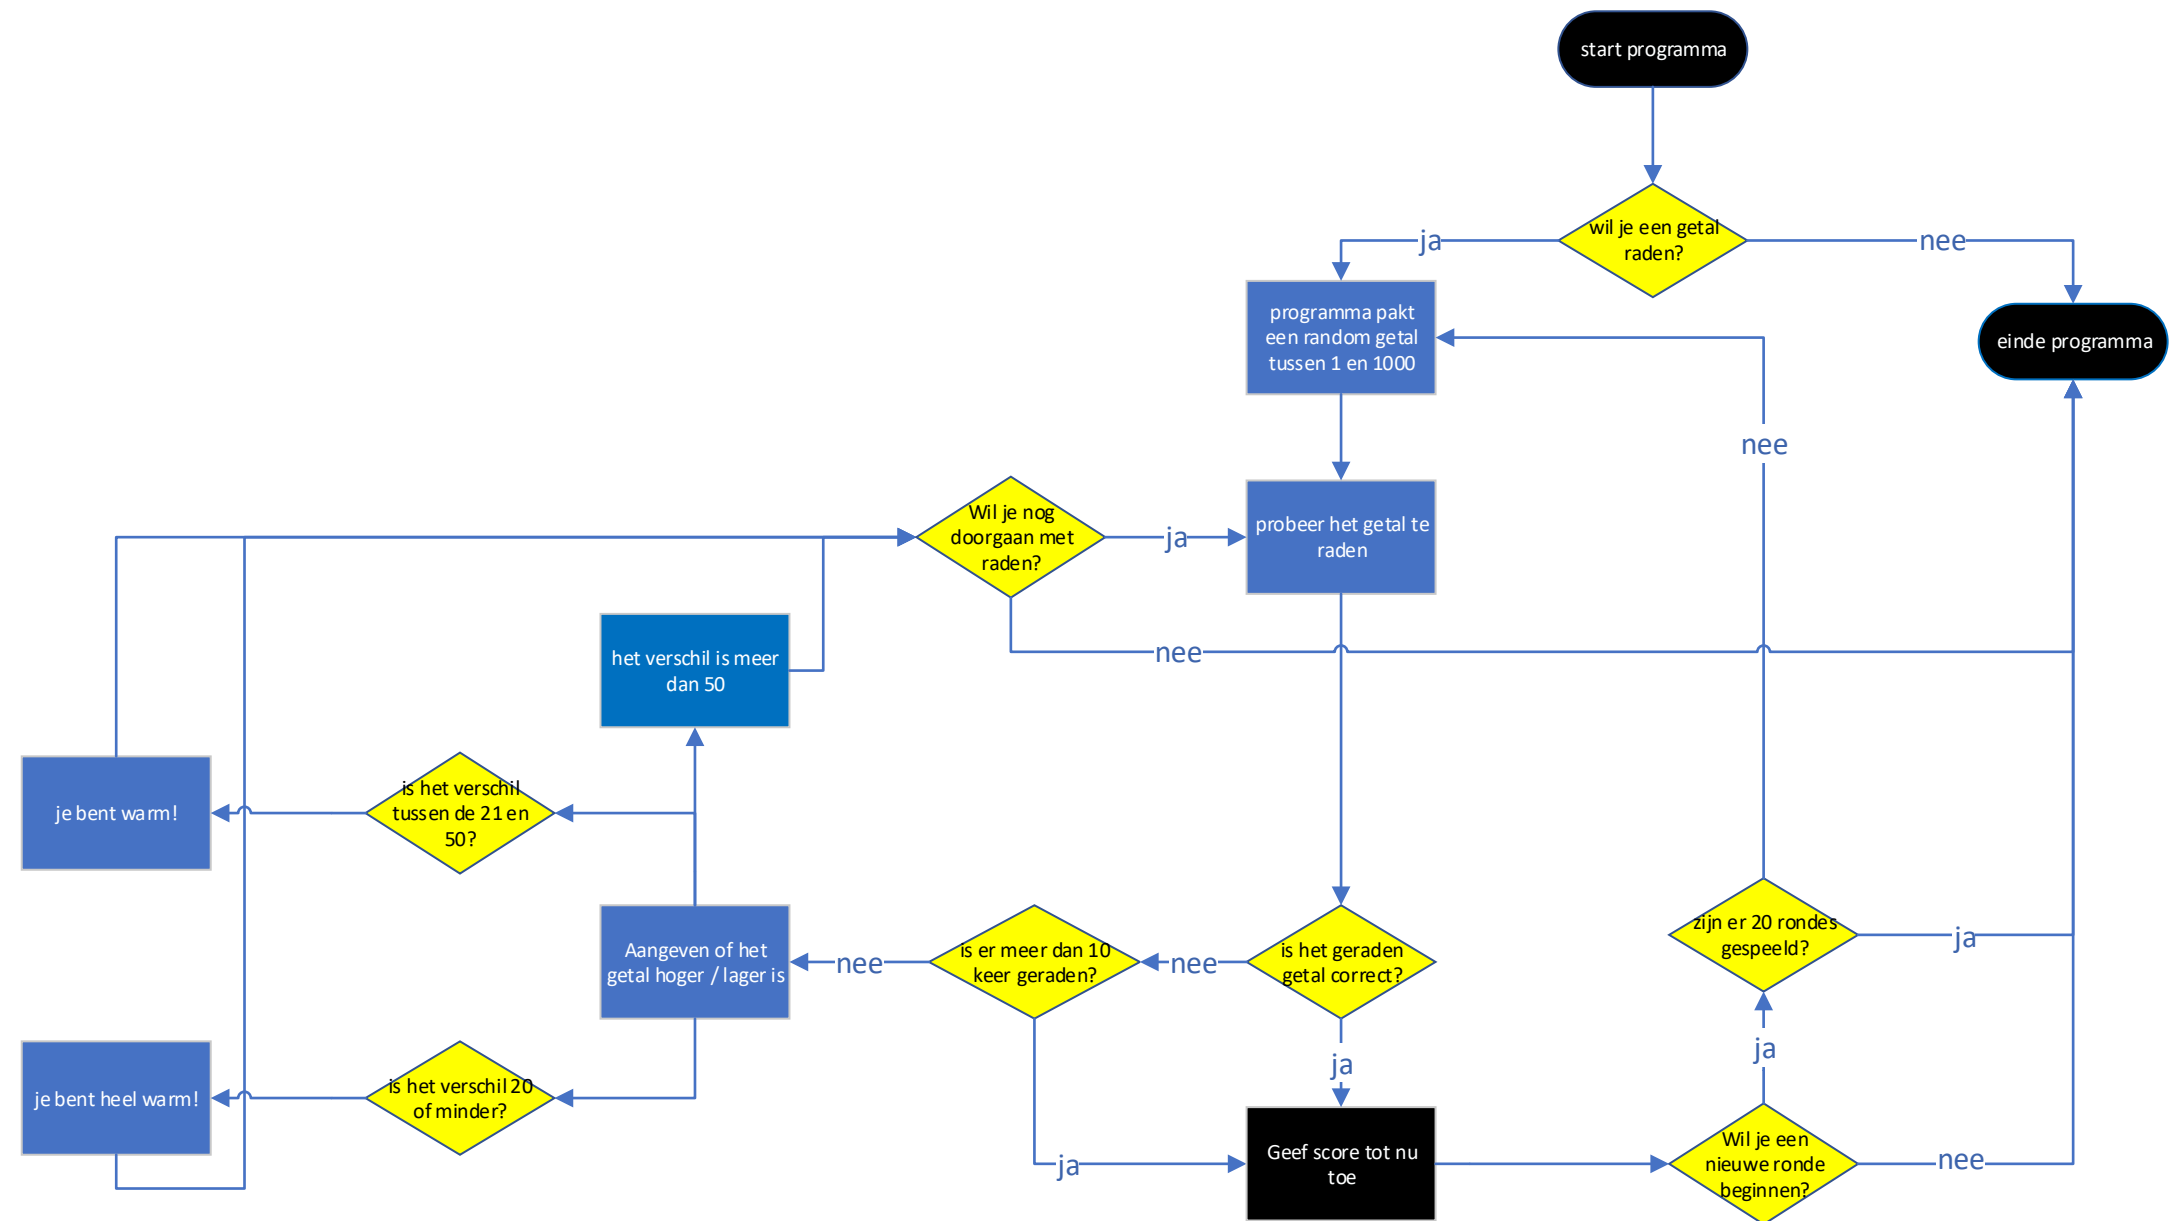 start programma
wil je een getal
raden?
ja
nee
programma pakt
een random getal
tussen 1 en 1000
einde programma
nee
Wil je nog
doorgaan met
raden?
ja
probeer het getal te
raden
nee
het verschil is meer
dan 50
je bent warm!
is het verschil
tussen de 21 en
50?
Aangeven of het
getal hoger / lager is
nee
is er meer dan 10
keer geraden?
nee
is het geraden
getal correct?
zijn er 20 rondes
gespeeld?
ja
ja
ja
je bent heel warm!
is het verschil 20
of minder?
ja
Geef score tot nu
toe
Wil je een
nieuwe ronde
beginnen?
nee